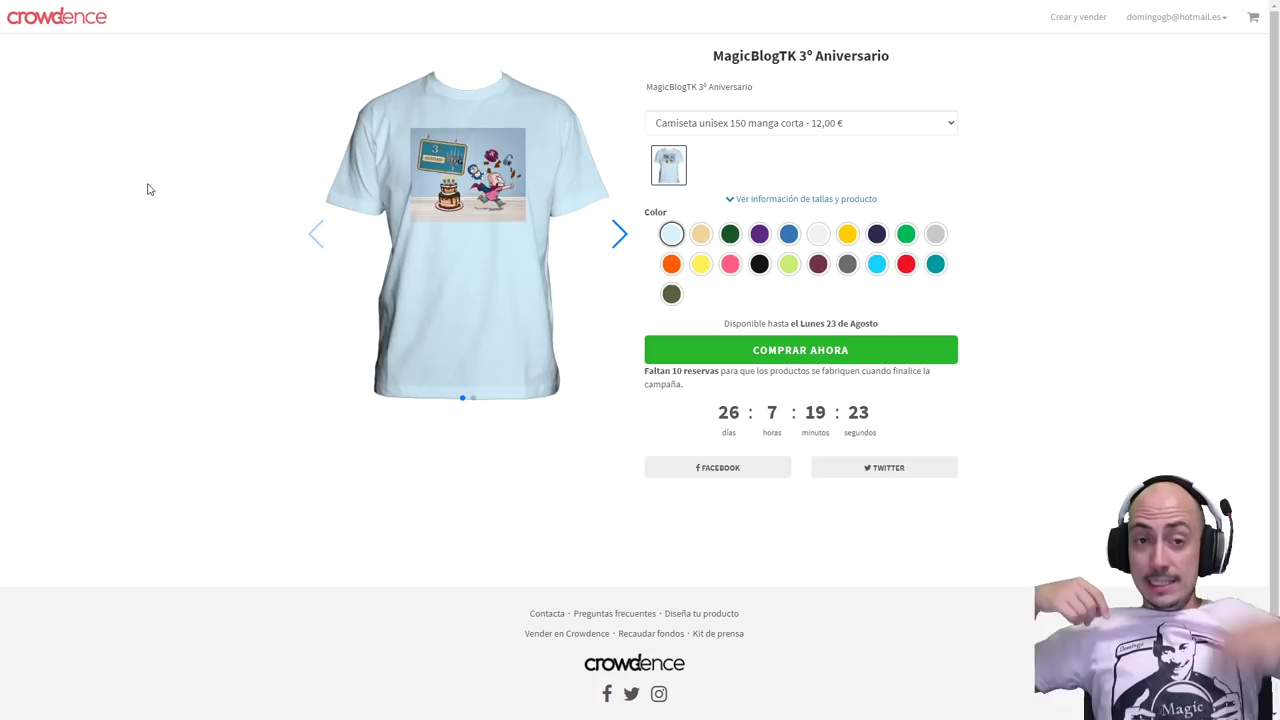 crowdence
Crear y vender
domingogb@hotmail.es
MagicBlogTK 3º Aniversario
MagicBlogTK 3º Aniversario
Camiseta unisex 150 manga corta - 12,00 €
Ver información de tallas y producto
Color
Disponible hasta el Lunes 23 de Agosto
COMPRAR AHORA
Faltan 10 reservas para que los productos se fabriquen cuando finalice la
campaña.
26 : 7 : 19 : 23
días horas minutos segundos
FACEBOOK
TWITTER
Contacta · Preguntas frecuentes · Diseña tu producto
Vender en Crowdence · Recaudar fondos · Kit de prensa
crowdence
Domingo
Magic